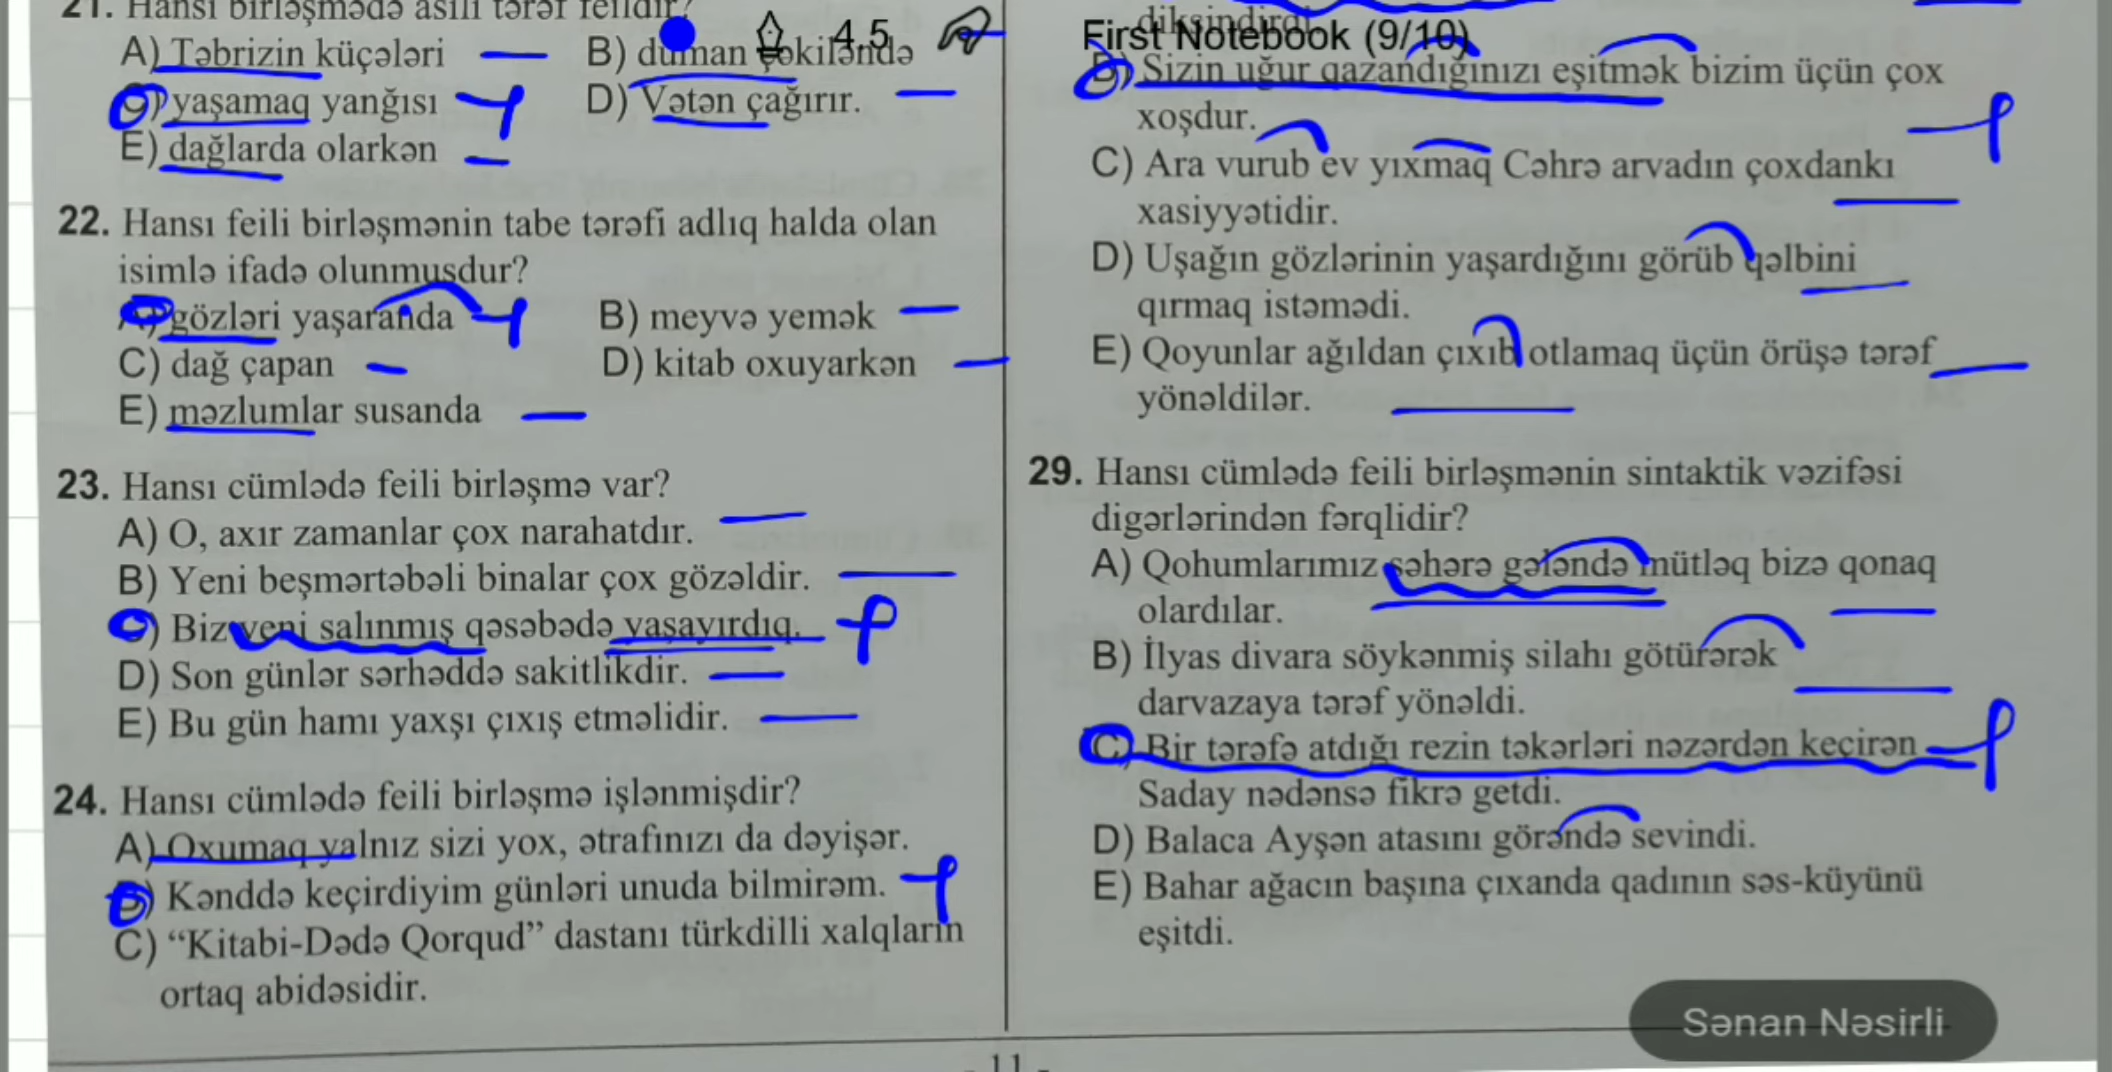 21. Hansı birləşmədə asılı tərəf feildir?
A) Təbrizin küçələri B) duman çəkiləndə
C) yaşamaq yanğısı D) Vətən çağırır.
E) dağlarda olarkən
22. Hansı feili birləşmənin tabe tərəfi adlıq halda olan
isimlə ifadə olunmuşdur?
A) gözləri yaşaranda B) meyvə yemək
C) dağ çapan D) kitab oxuyarkən
E) məzlumlar susanda
23. Hansı cümlədə feili birləşmə var?
A) O, axır zamanlar çox narahatdır.
B) Yeni beşmərtəbəli binalar çox gözəldir.
C) Biz yeni salınmış qəsəbədə yaşayırdıq.
D) Son günlər sərhəddə sakitlikdir.
E) Bu gün hamı yaxşı çıxış etməlidir.
24. Hansı cümlədə feili birləşmə işlənmişdir?
A) Oxumaq yalnız sizi yox, ətrafınızı da dəyişər.
B) Kənddə keçirdiyim günləri unuda bilmirəm.
C) “Kitabi-Dədə Qorqud” dastanı türkdilli xalqların
ortaq abidəsidir.
4.5
First Notebook (9/10)
diksindirdi.
B) Sizin uğur qazandığınızı eşitmək bizim üçün çox
xoşdur.
C) Ara vurub ev yıxmaq Cəhrə arvadın çoxdankı
xasiyyətidir.
D) Uşağın gözlərinin yaşardığını görüb qəlbini
qırmaq istəmədi.
E) Qoyunlar ağıldan çıxıb otlamaq üçün örüşə tərəf
yönəldilər.
29. Hansı cümlədə feili birləşmənin sintaktik vəzifəsi
digərlərindən fərqlidir?
A) Qohumlarımız şəhərə gələndə mütləq bizə qonaq
olardılar.
B) İlyas divara söykənmiş silahı götürərək
darvazaya tərəf yönəldi.
C) Bir tərəfə atdığı rezin təkərləri nəzərdən keçirən
Saday nədənsə fikrə getdi.
D) Balaca Ayşən atasını görəndə sevindi.
E) Bahar ağacın başına çıxanda qadının səs-küyünü
eşitdi.
Sənan Nəsirli
- 11 -